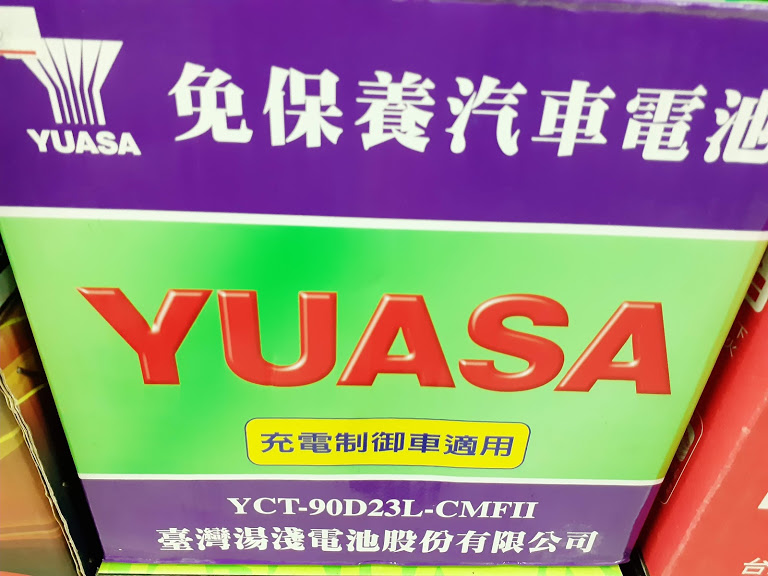 YUASA
免保養汽車電池
YUASA
充電制御車適用
YCT-90D23L-CMFII
臺灣湯淺電池股份有限公司
台